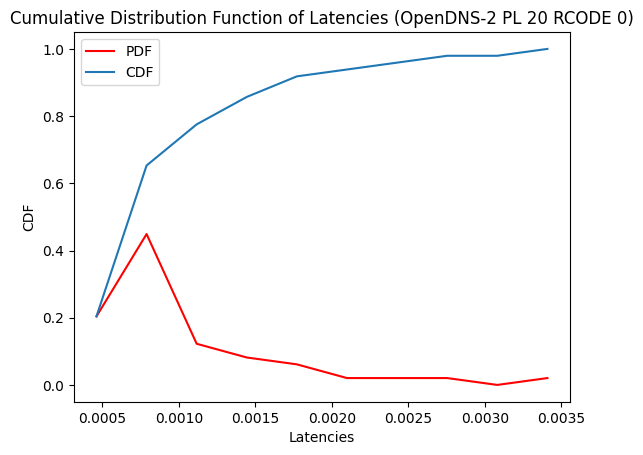 Cumulative Distribution Function of Latencies (OpenDNS-2 PL 20 RCODE 0)
PDF
CDF
1.0
0.8
0.6
0.4
0.2
0.0
CDF
0.0005 0.0010 0.0015 0.0020 0.0025 0.0030 0.0035
Latencies